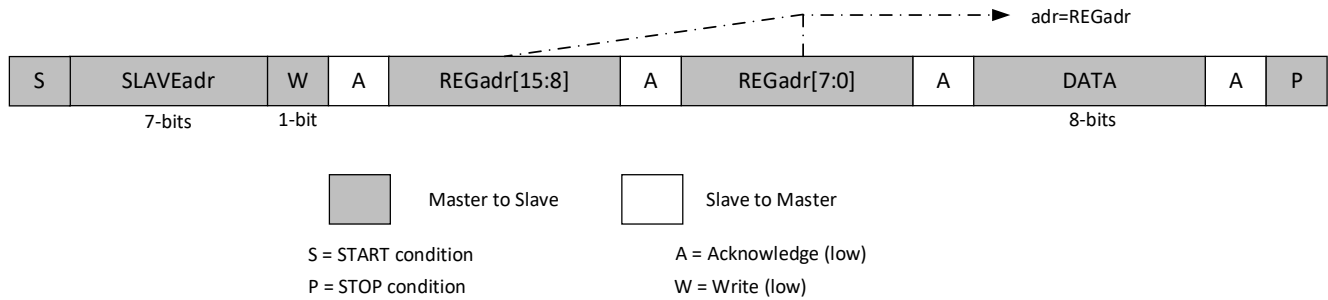 adr=REGadr
S SLAVEadr W A REGadr[15:8] A REGadr[7:0] A DATA A P
7-bits 1-bit 8-bits
Master to Slave Slave to Master
S = START condition A = Acknowledge (low)
P = STOP condition W = Write (low)